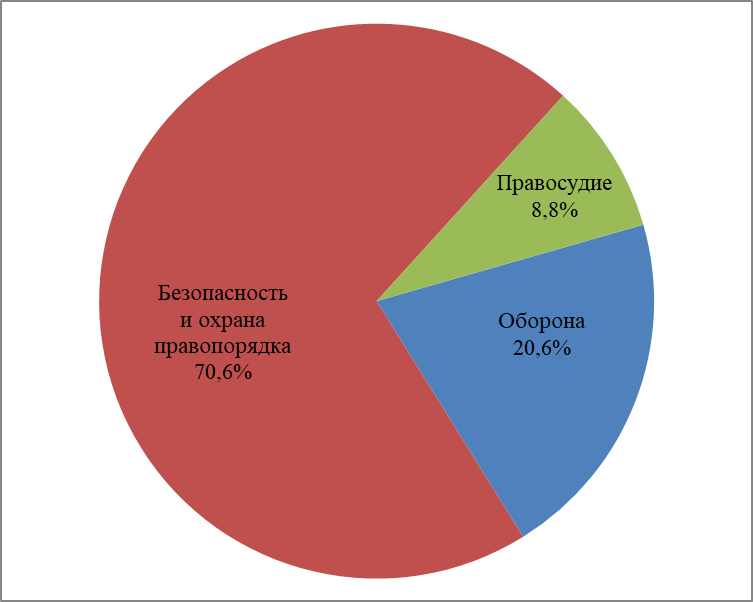 Правосудие
8,8%
Безопасность
и охрана
правопорядка
70,6%
Оборона
20,6%